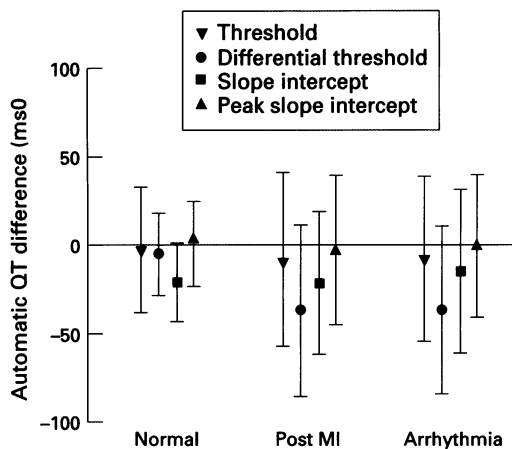 Threshold
Differential threshold
Slope intercept
Peak slope intercept
Automatic QT difference (ms0
100
50
0
−50
−100
Normal
Post MI
Arrhythmia